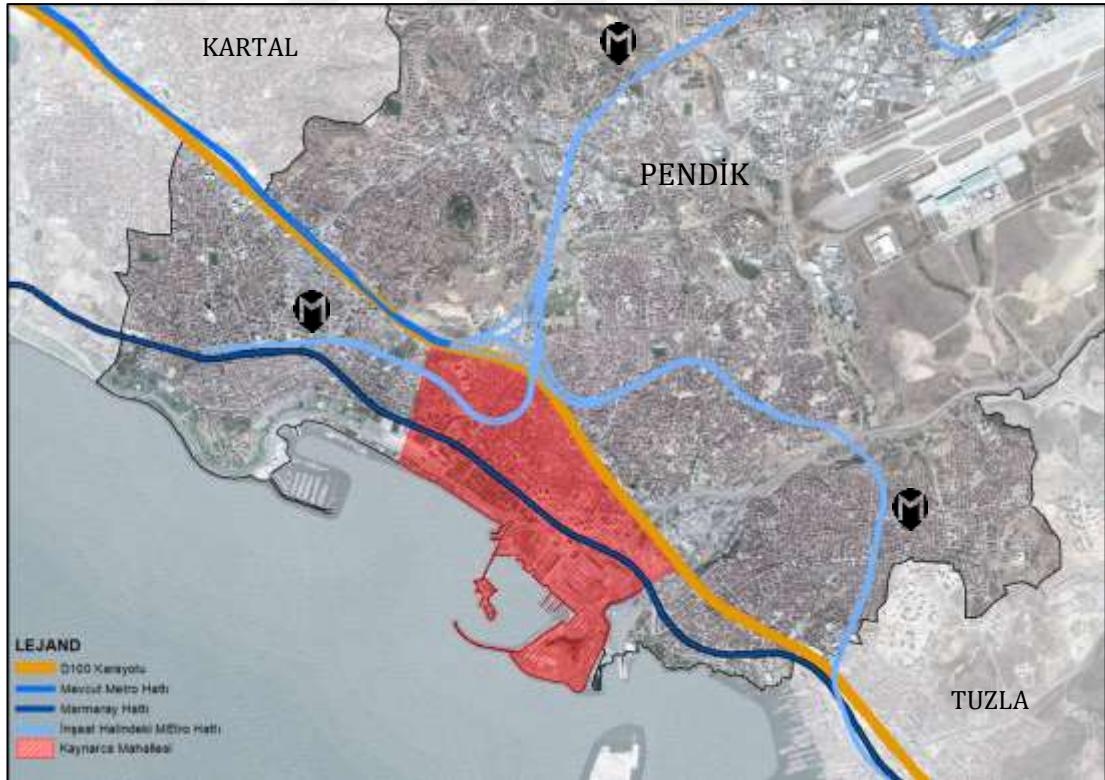 KARTAL
PENDİK
LEJAND
D100 Karayolu
Mevcut Metro Hattı
Marmaray Hattı
İnşaat Halindeki MEtro Hattı
Kaynarca Mahallesi
TUZLA